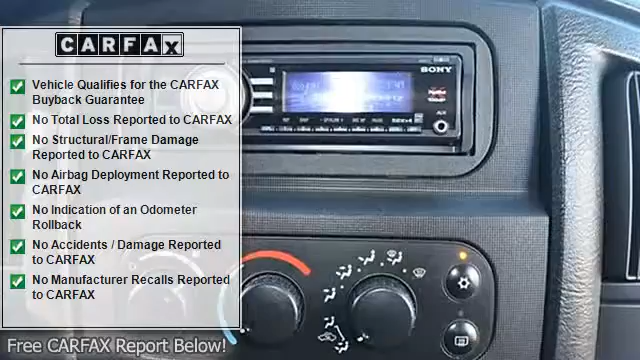 CARFAX
Vehicle Qualifies for the CARFAX
Buyback Guarantee
No Total Loss Reported to CARFAX
No Structural/Frame Damage
Reported to CARFAX
No Airbag Deployment Reported to
CARFAX
No Indication of an Odometer
Rollback
No Accidents / Damage Reported
to CARFAX
No Manufacturer Recalls Reported
to CARFAX
Free CARFAX Report Below!
SONY
AUX